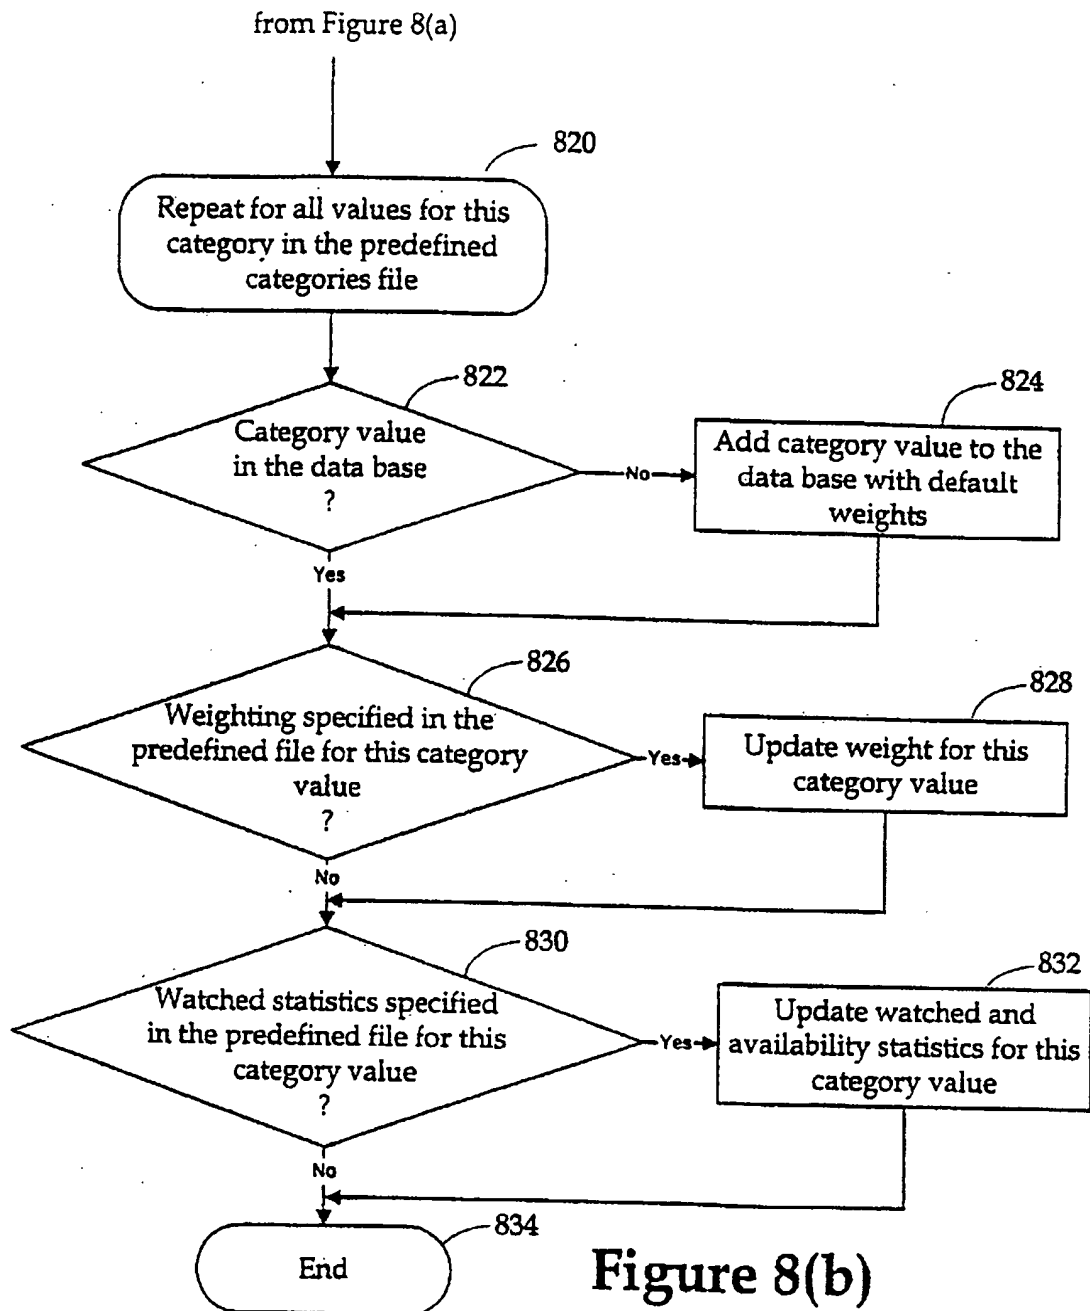 from Figure 8(a)
820
Repeat for all values for this
category in the predefined
categories file
822
Category value
in the data base
?
No
824
Add category value to the
data base with default
weights
Yes
826
Weighting specified in the
predefined file for this category
value
?
Yes
828
Update weight for this
category value
No
830
Watched statistics specified
in the predefined file for this
category value
?
Yes
832
Update watched and
availability statistics for this
category value
No
834
End
Figure 8(b)